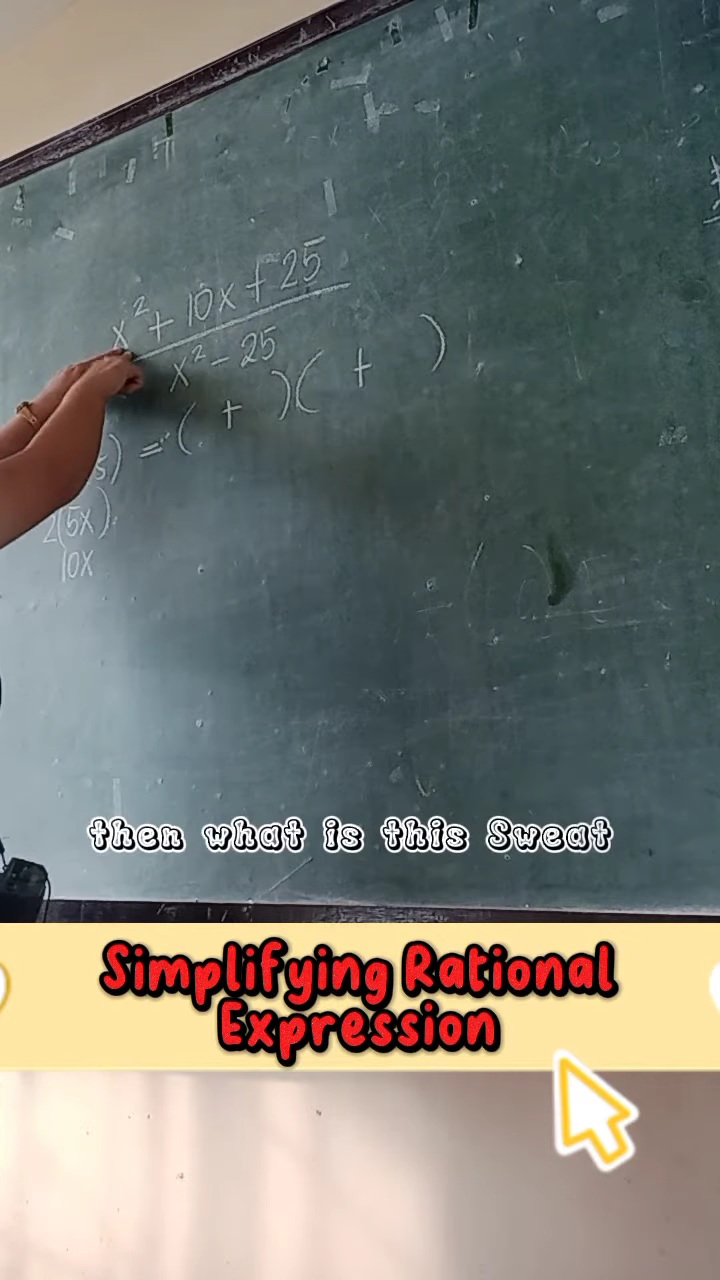 x² + 10x + 25
x² - 25
5) = ( + )( + )
2(5x)
10x
then what is this Sweat
Simplifying Rational
Expression